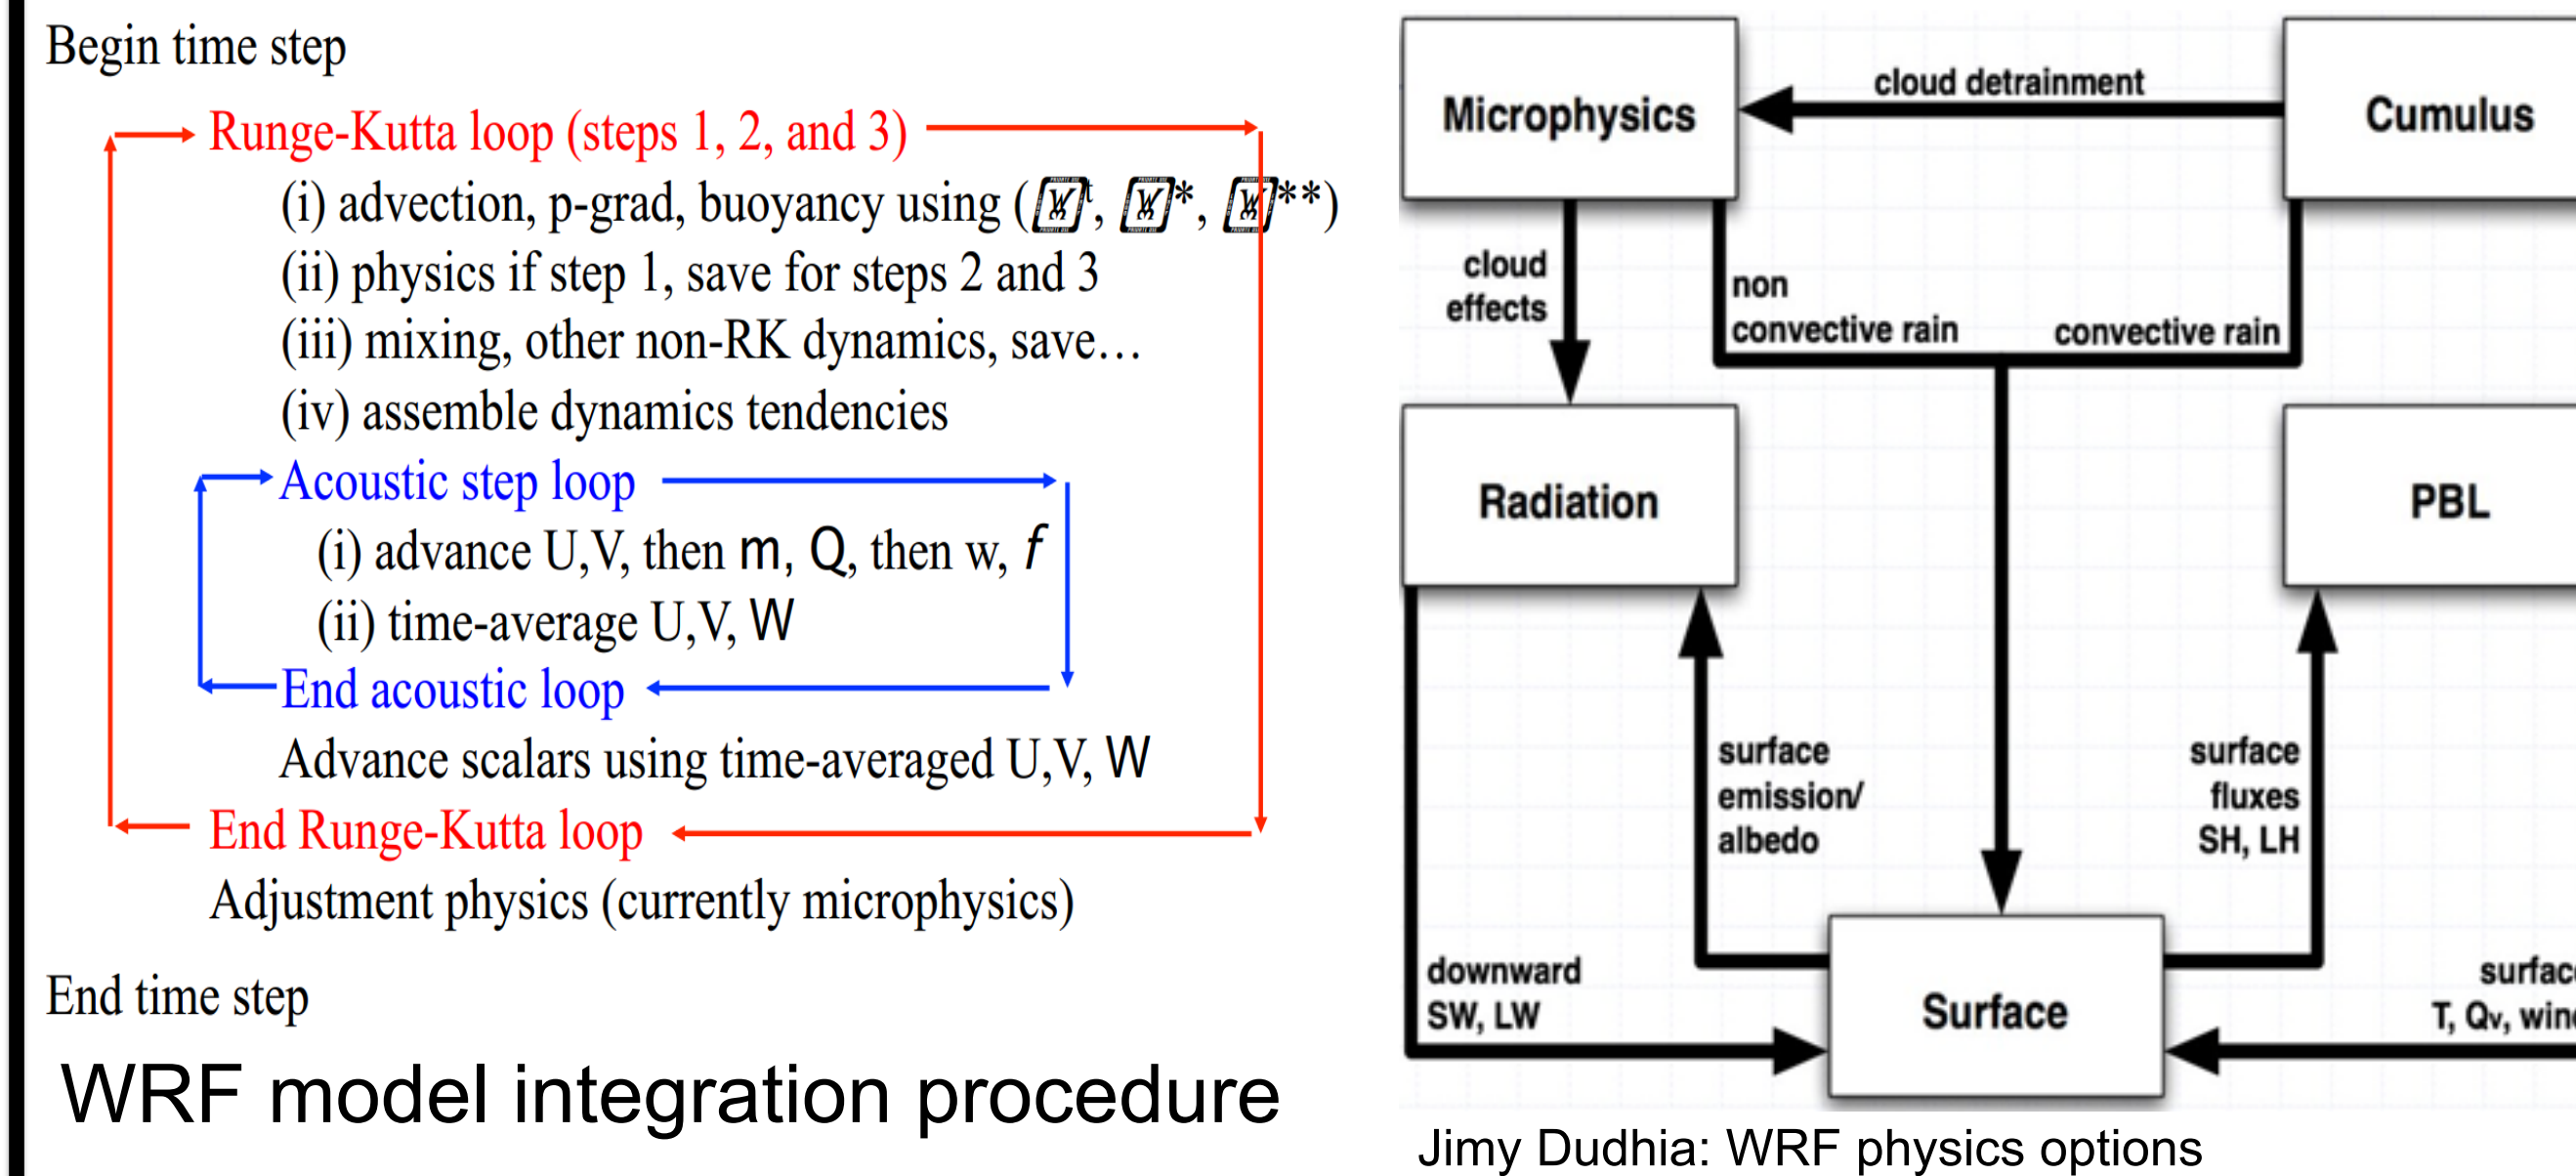 Begin time step
Runge-Kutta loop (steps 1, 2, and 3)
(i) advection, p-grad, buoyancy using ( t, *, **)
(ii) physics if step 1, save for steps 2 and 3
(iii) mixing, other non-RK dynamics, save…
(iv) assemble dynamics tendencies
Acoustic step loop
(i) advance U,V, then m, Q, then w, f
(ii) time-average U,V, W
End acoustic loop
Advance scalars using time-averaged U,V, W
End Runge-Kutta loop
Adjustment physics (currently microphysics)
End time step
WRF model integration procedure
Microphysics
cloud detrainment
Cumulus
cloud
effects
non
convective rain
convective rain
Radiation
PBL
surface
emission/
albedo
surface
fluxes
SH, LH
downward
SW, LW
Surface
T, Qv,
Jimy Dudhia: WRF physics options